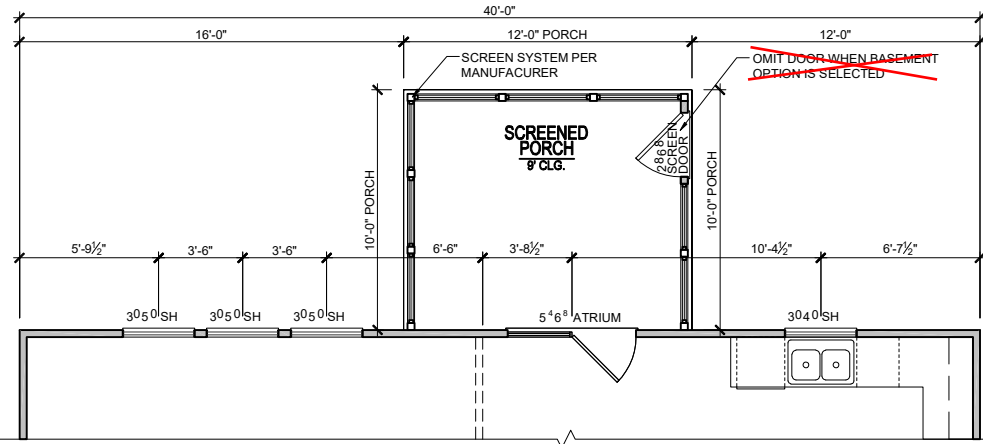 40'-0"
16'-0"
12'-0" PORCH
12'-0"
SCREEN SYSTEM PER
MANUFACURER
OMIT DOOR WHEN BASEMENT
OPTION IS SELECTED
SCREENED
PORCH
9' CLG.
2868
SCREEN
DOOR
10'-0" PORCH
10'-0" PORCH
5'-9½"
3'-6"
3'-6"
6'-6"
3'-8½"
10'-4½"
6'-7½"
3⁰5⁰SH
3⁰5⁰SH
3⁰5⁰SH
5⁴6⁸ ATRIUM
3⁰4⁰SH